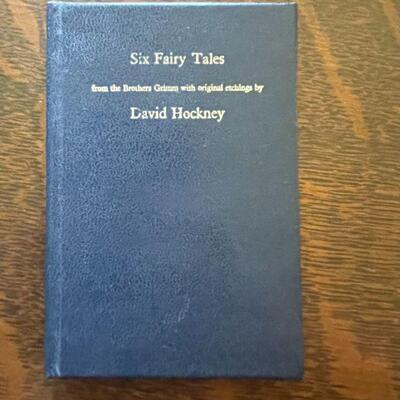 Six Fairy Tales
from the Brothers Grimm with original etchings by
David Hockney